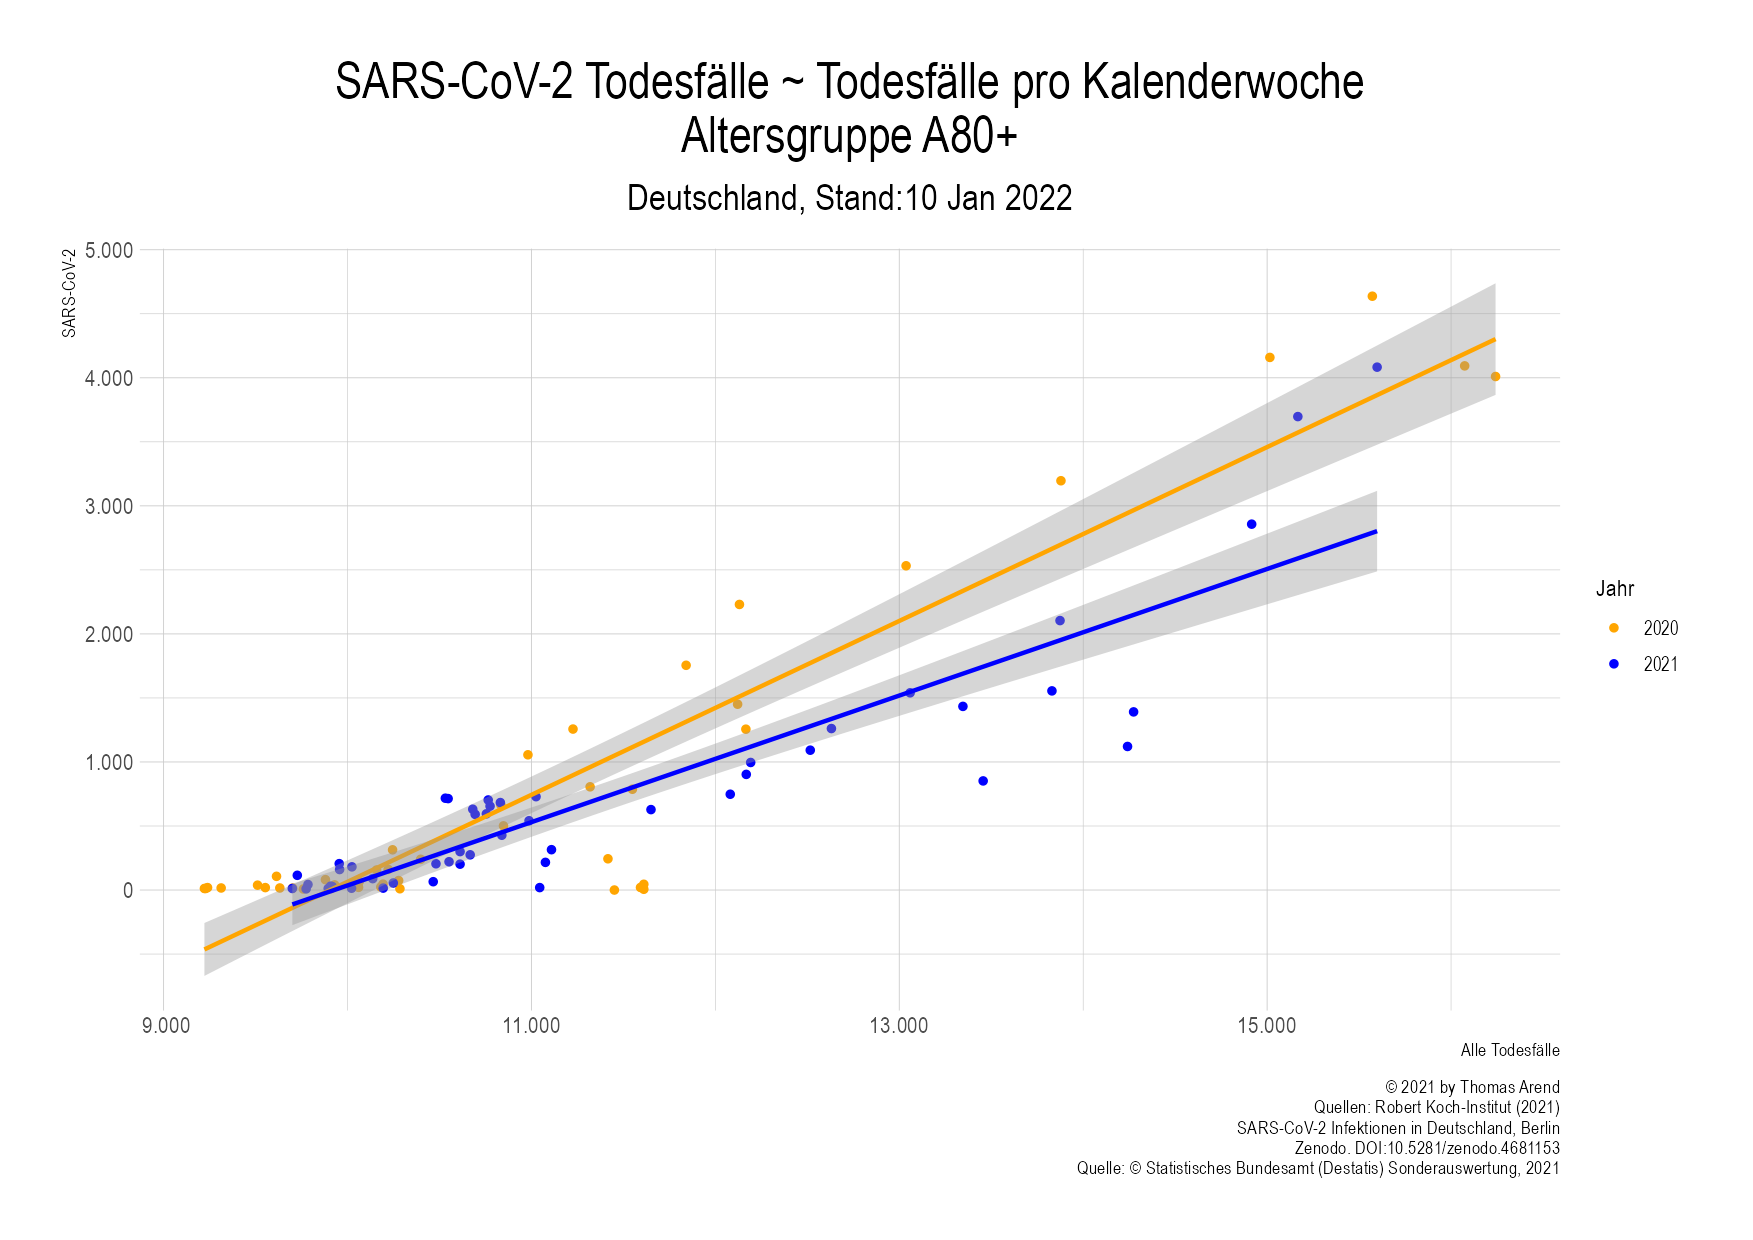 SARS-CoV-2 Todesfälle ~ Todesfälle pro Kalenderwoche
Altersgruppe A80+
Deutschland, Stand:10 Jan 2022
SARS-CoV-2
5.000
4.000
3.000
2.000
1.000
0
9.000
11.000
13.000
15.000
Alle Todesfälle
Jahr
2020
2021
© 2021 by Thomas Arend
Quellen: Robert Koch-Institut (2021)
SARS-CoV-2 Infektionen in Deutschland, Berlin
Zenodo. DOI:10.5281/zenodo.4681153
Quelle: © Statistisches Bundesamt (Destatis) Sonderauswertung, 2021